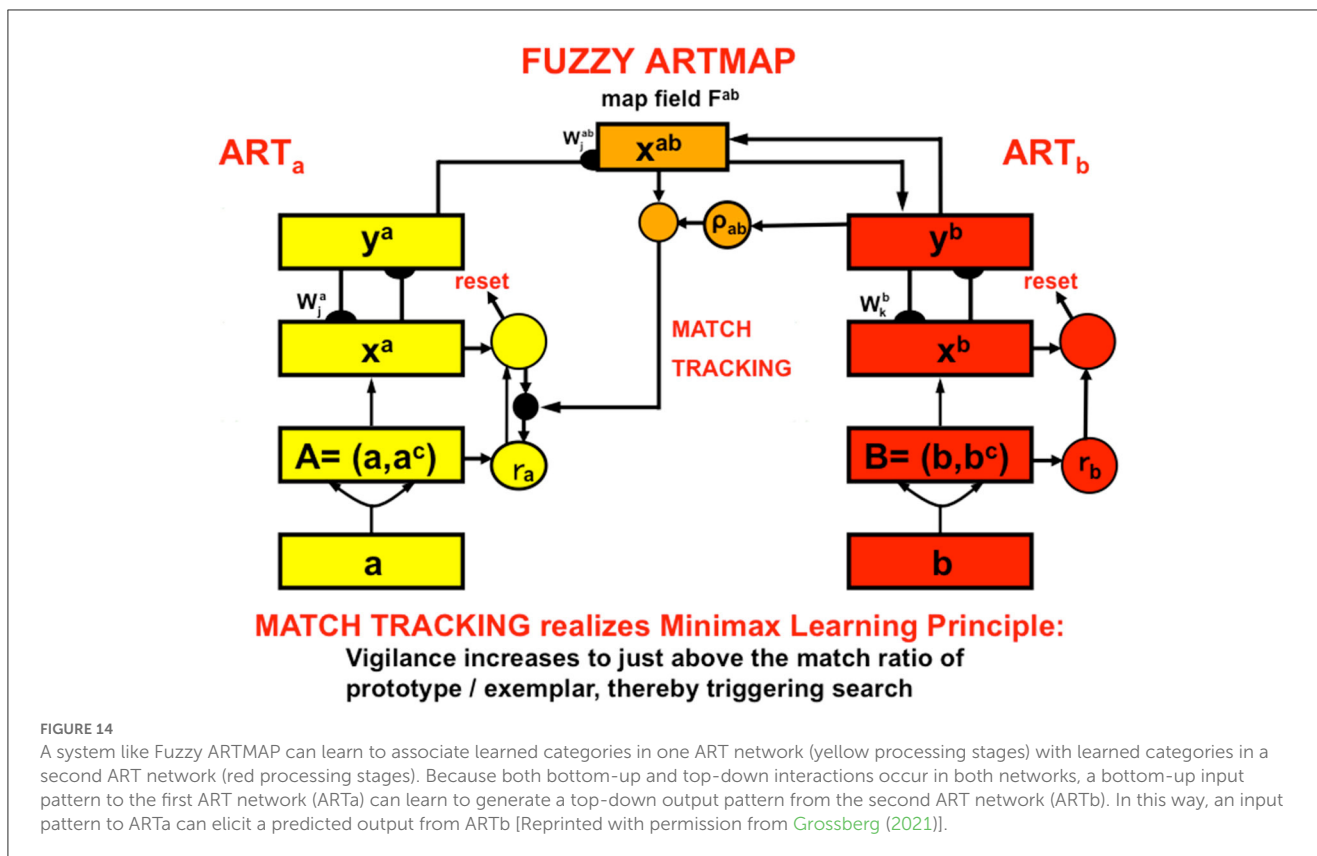 FUZZY ARTMAP
map field Fᵃᵇ
ARTₐ
Wⱼᵃᵇ
xᵃᵇ
ART_b
yᵃ
ρ_ab
yᵇ
Wⱼᵃ
reset
Wₖᵇ
reset
xᵃ
MATCH
TRACKING
xᵇ
A= (a,aᶜ)
rₐ
B= (b,bᶜ)
r_b
a
b
MATCH TRACKING realizes Minimax Learning Principle:
Vigilance increases to just above the match ratio of
prototype / exemplar, thereby triggering search
FIGURE 14
A system like Fuzzy ARTMAP can learn to associate learned categories in one ART network (yellow processing stages) with learned categories in a
second ART network (red processing stages). Because both bottom-up and top-down interactions occur in both networks, a bottom-up input
pattern to the first ART network (ARTa) can learn to generate a top-down output pattern from the second ART network (ARTb). In this way, an input
pattern to ARTa can elicit a predicted output from ARTb [Reprinted with permission from Grossberg (2021)].